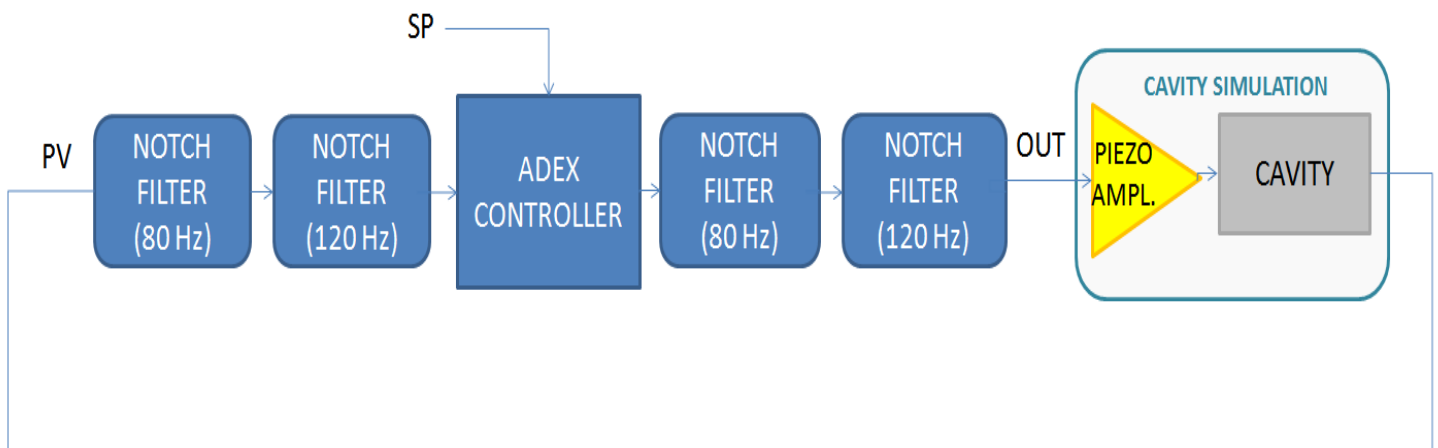 SP
PV
NOTCH
FILTER
(80 Hz)
NOTCH
FILTER
(120 Hz)
ADEX
CONTROLLER
NOTCH
FILTER
(80 Hz)
NOTCH
FILTER
(120 Hz)
OUT
CAVITY SIMULATION
PIEZO
AMPL.
CAVITY